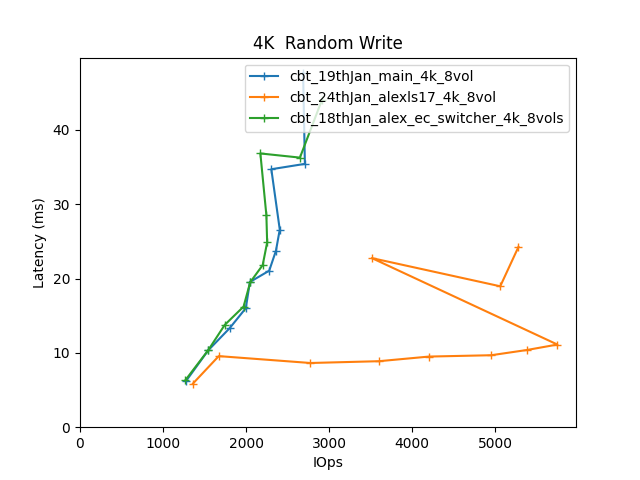 4K  Random Write
cbt_19thJan_main_4k_8vol
cbt_24thJan_alexls17_4k_8vol
cbt_18thJan_alex_ec_switcher_4k_8vols
Latency (ms)
40
30
20
10
0
0 1000 2000 3000 4000 5000
IOps